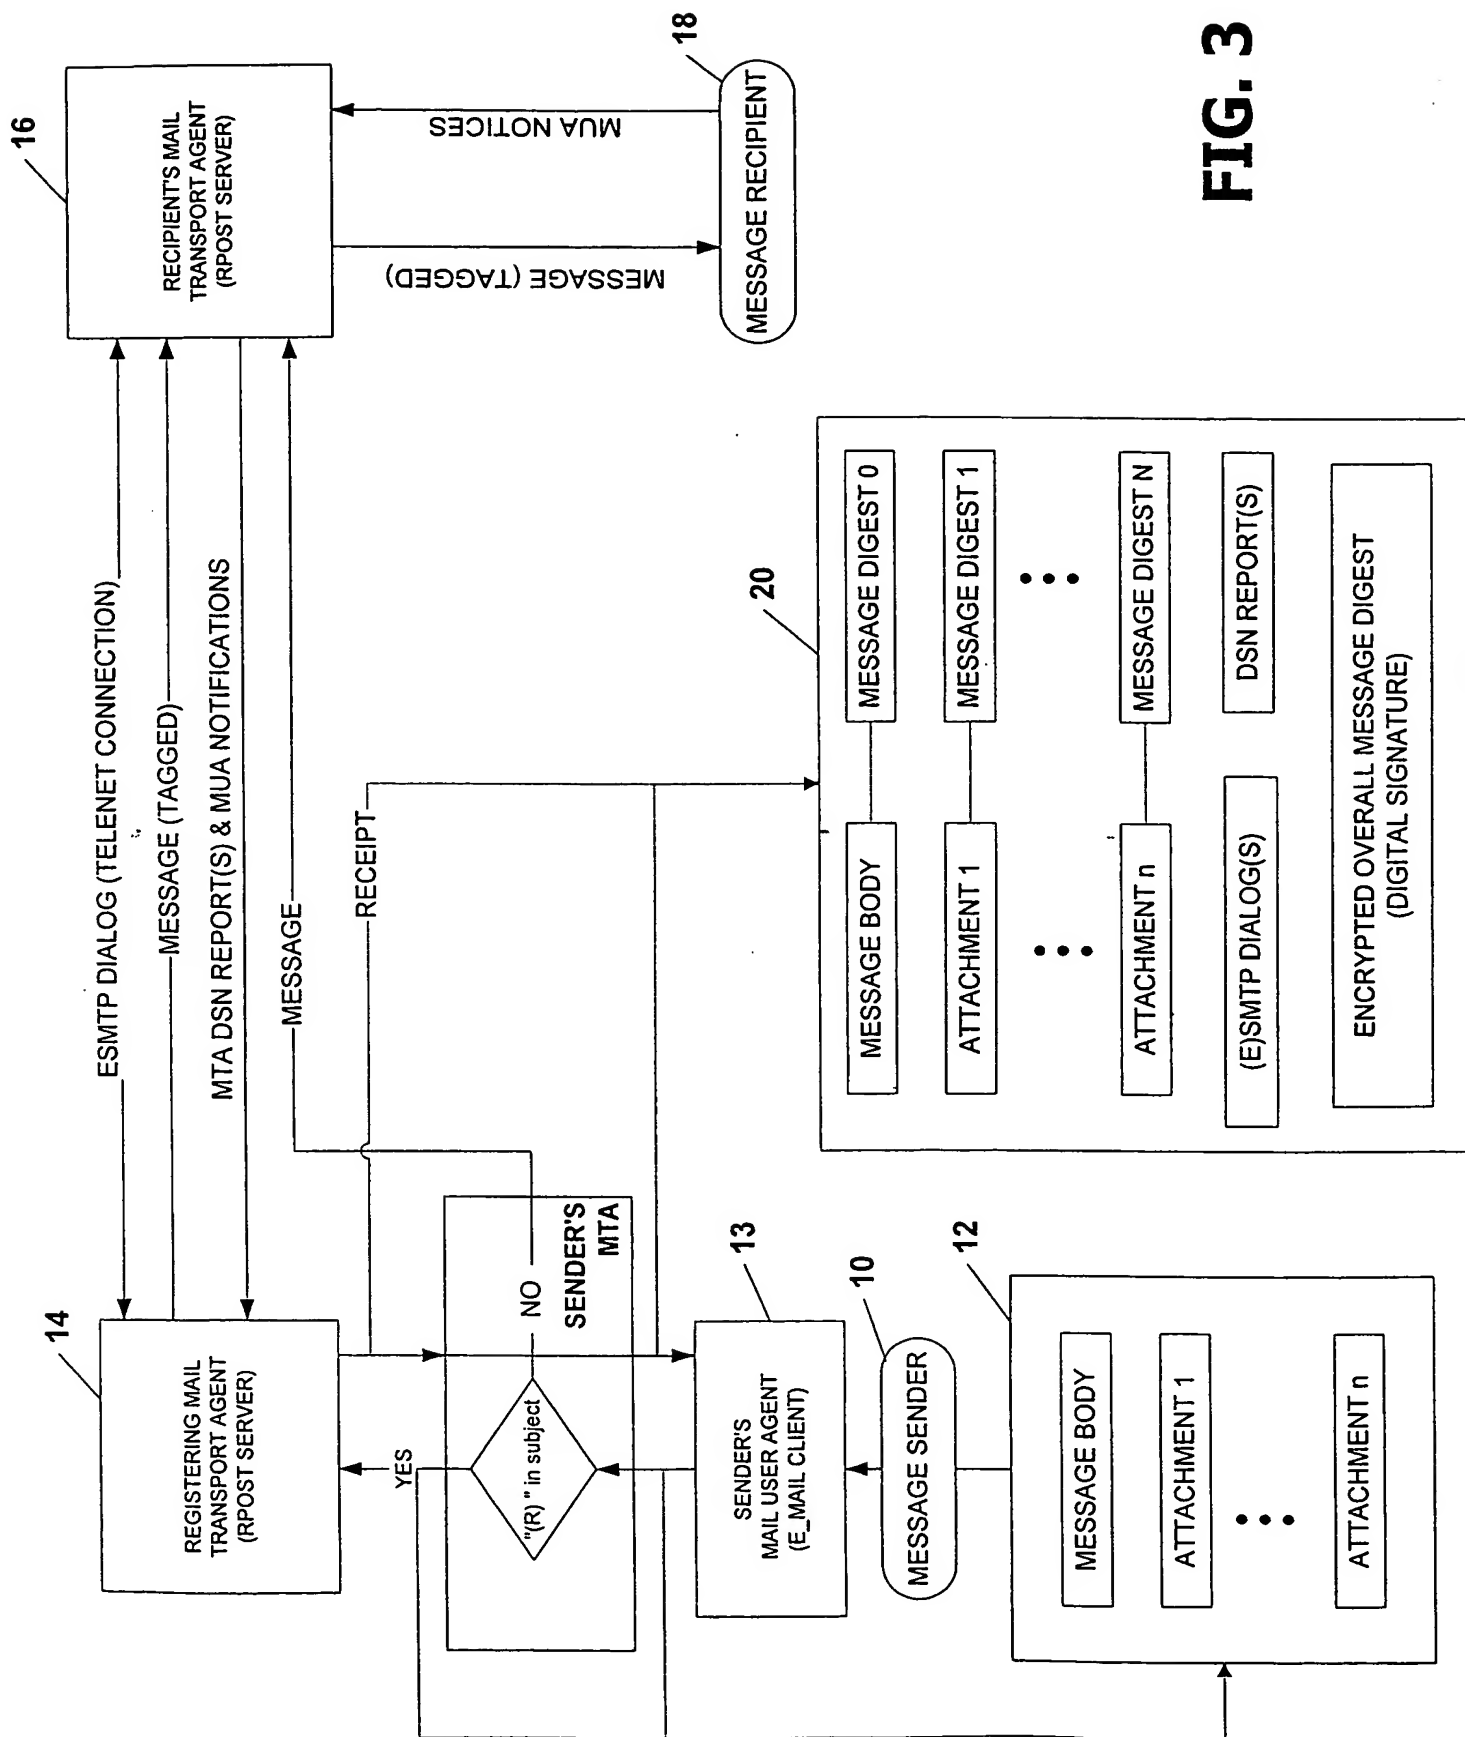 14
REGISTERING MAIL
TRANSPORT AGENT
(RPOST SERVER)
ESMTP DIALOG (TELENET CONNECTION)
MESSAGE (TAGGED)
MTA DSN REPORT(S) & MUA NOTIFICATIONS
MESSAGE
RECEIPT
16
RECIPIENT'S MAIL
TRANSPORT AGENT
(RPOST SERVER)
MESSAGE (TAGGED)
MUA NOTICES
18
MESSAGE RECIPIENT
YES
"(R) " in subject
NO
SENDER'S
MTA
13
SENDER'S
MAIL USER AGENT
(E_MAIL CLIENT)
10
MESSAGE SENDER
12
MESSAGE BODY
ATTACHMENT 1
ATTACHMENT n
20
MESSAGE BODY
MESSAGE DIGEST 0
ATTACHMENT 1
MESSAGE DIGEST 1
ATTACHMENT n
MESSAGE DIGEST N
(E)SMTP DIALOG(S)
DSN REPORT(S)
ENCRYPTED OVERALL MESSAGE DIGEST
(DIGITAL SIGNATURE)
FIG. 3